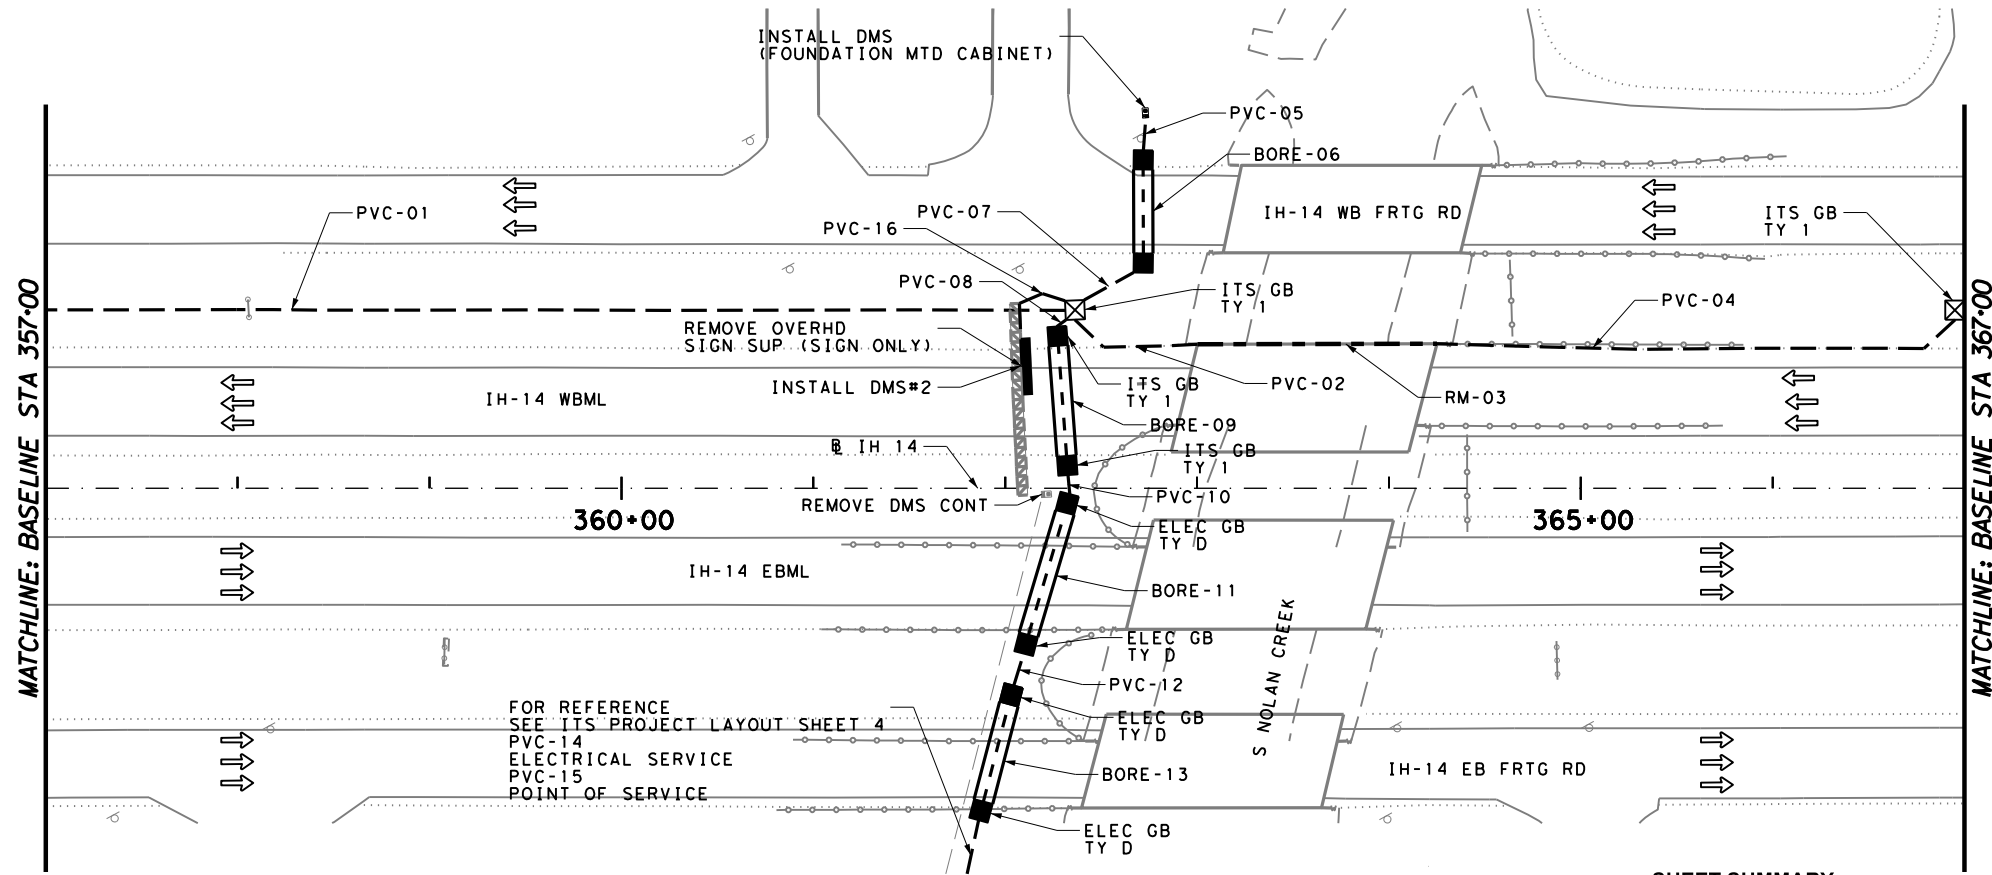 INSTALL DMS
(FOUNDATION MTD CABINET)
PVC-05
BORE-06
PVC-01
PVC-07
IH-14 WB FRTG RD
ITS GB
TY 1
PVC-16
PVC-08
ITS GB
TY 1
PVC-04
REMOVE OVERHD
SIGN SUP (SIGN ONLY)
INSTALL DMS#2
ITS GB
TY 1
PVC-02
RM-03
IH-14 WBML
BORE-09
℄ IH 14
ITS GB
TY 1
REMOVE DMS CONT
PVC-10
360+00
365+00
ELEC GB
TY D
IH-14 EBML
BORE-11
ELEC GB
TY D
PVC-12
S NOLAN CREEK
FOR REFERENCE
SEE ITS PROJECT LAYOUT SHEET 4
PVC-14
ELECTRICAL SERVICE
PVC-15
POINT OF SERVICE
ELEC GB
TY D
BORE-13
IH-14 EB FRTG RD
ELEC GB
TY D
MATCHLINE: BASELINE STA 357+00
MATCHLINE: BASELINE STA 367+00
SHEET SUMMARY